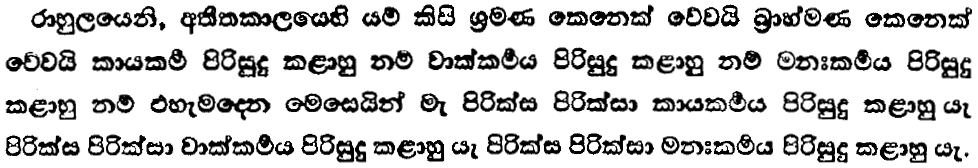 රාහුලයෙනි, අතීතකාලයෙහි යම් කිසි ශ්‍රමණ කෙනෙක් වෙවයි බ්‍රාහ්මණ කෙනෙක්
වෙවයි කායකර්‍ම පිරිසුදු කළාහු නම් වාක්කර්‍මය පිරිසුදු කළාහු නම් මනඃකර්‍මය පිරිසුදු
කළාහු නම් එහැමදෙන මෙසෙයින් මැ පිරික්ස පිරික්සා කායකර්‍මය පිරිසුදු කළාහු යැ
පිරික්ස පිරික්සා වාක්කර්‍මය පිරිසුදු කළාහු යැ පිරික්ස පිරික්සා මනඃකර්‍මය පිරිසුදු කළාහු යැ.